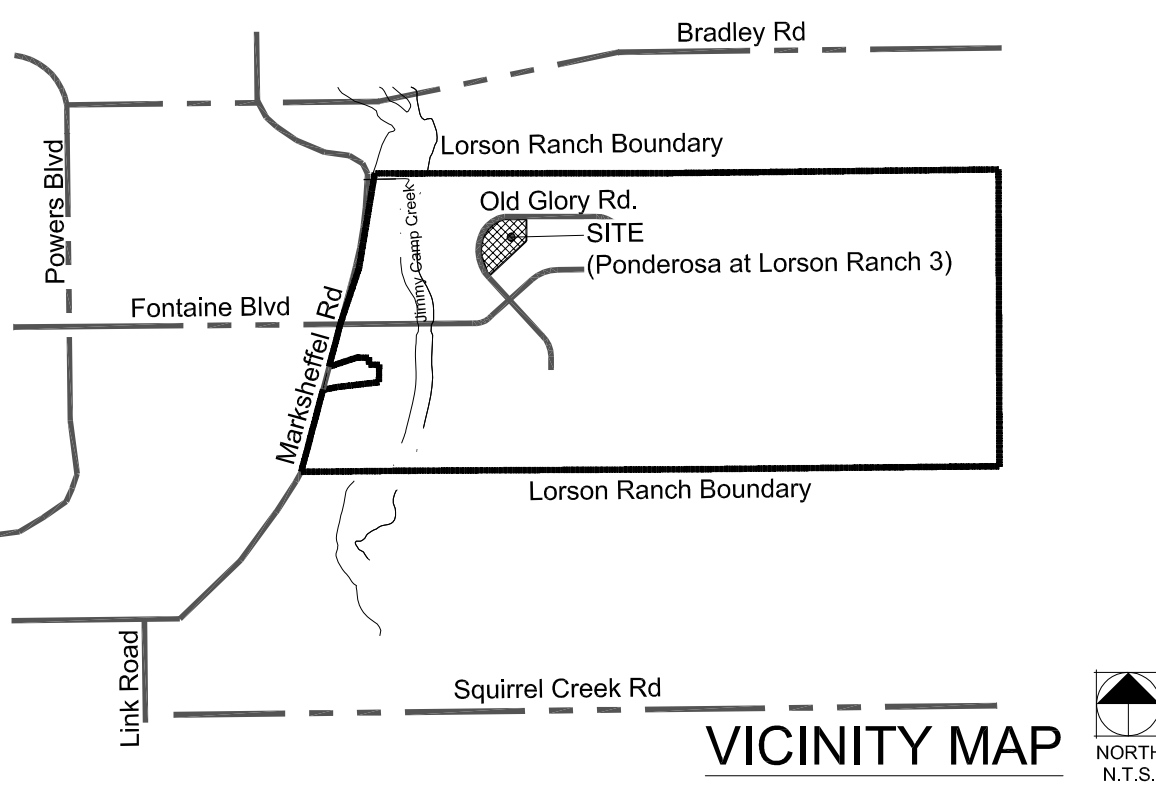 Bradley Rd
Lorson Ranch Boundary
Powers Blvd
Jimmy Camp Creek
Old Glory Rd.
SITE
(Ponderosa at Lorson Ranch 3)
Fontaine Blvd
Marksheffel Rd
Lorson Ranch Boundary
Link Road
Squirrel Creek Rd
VICINITY MAP
NORTH
N.T.S.